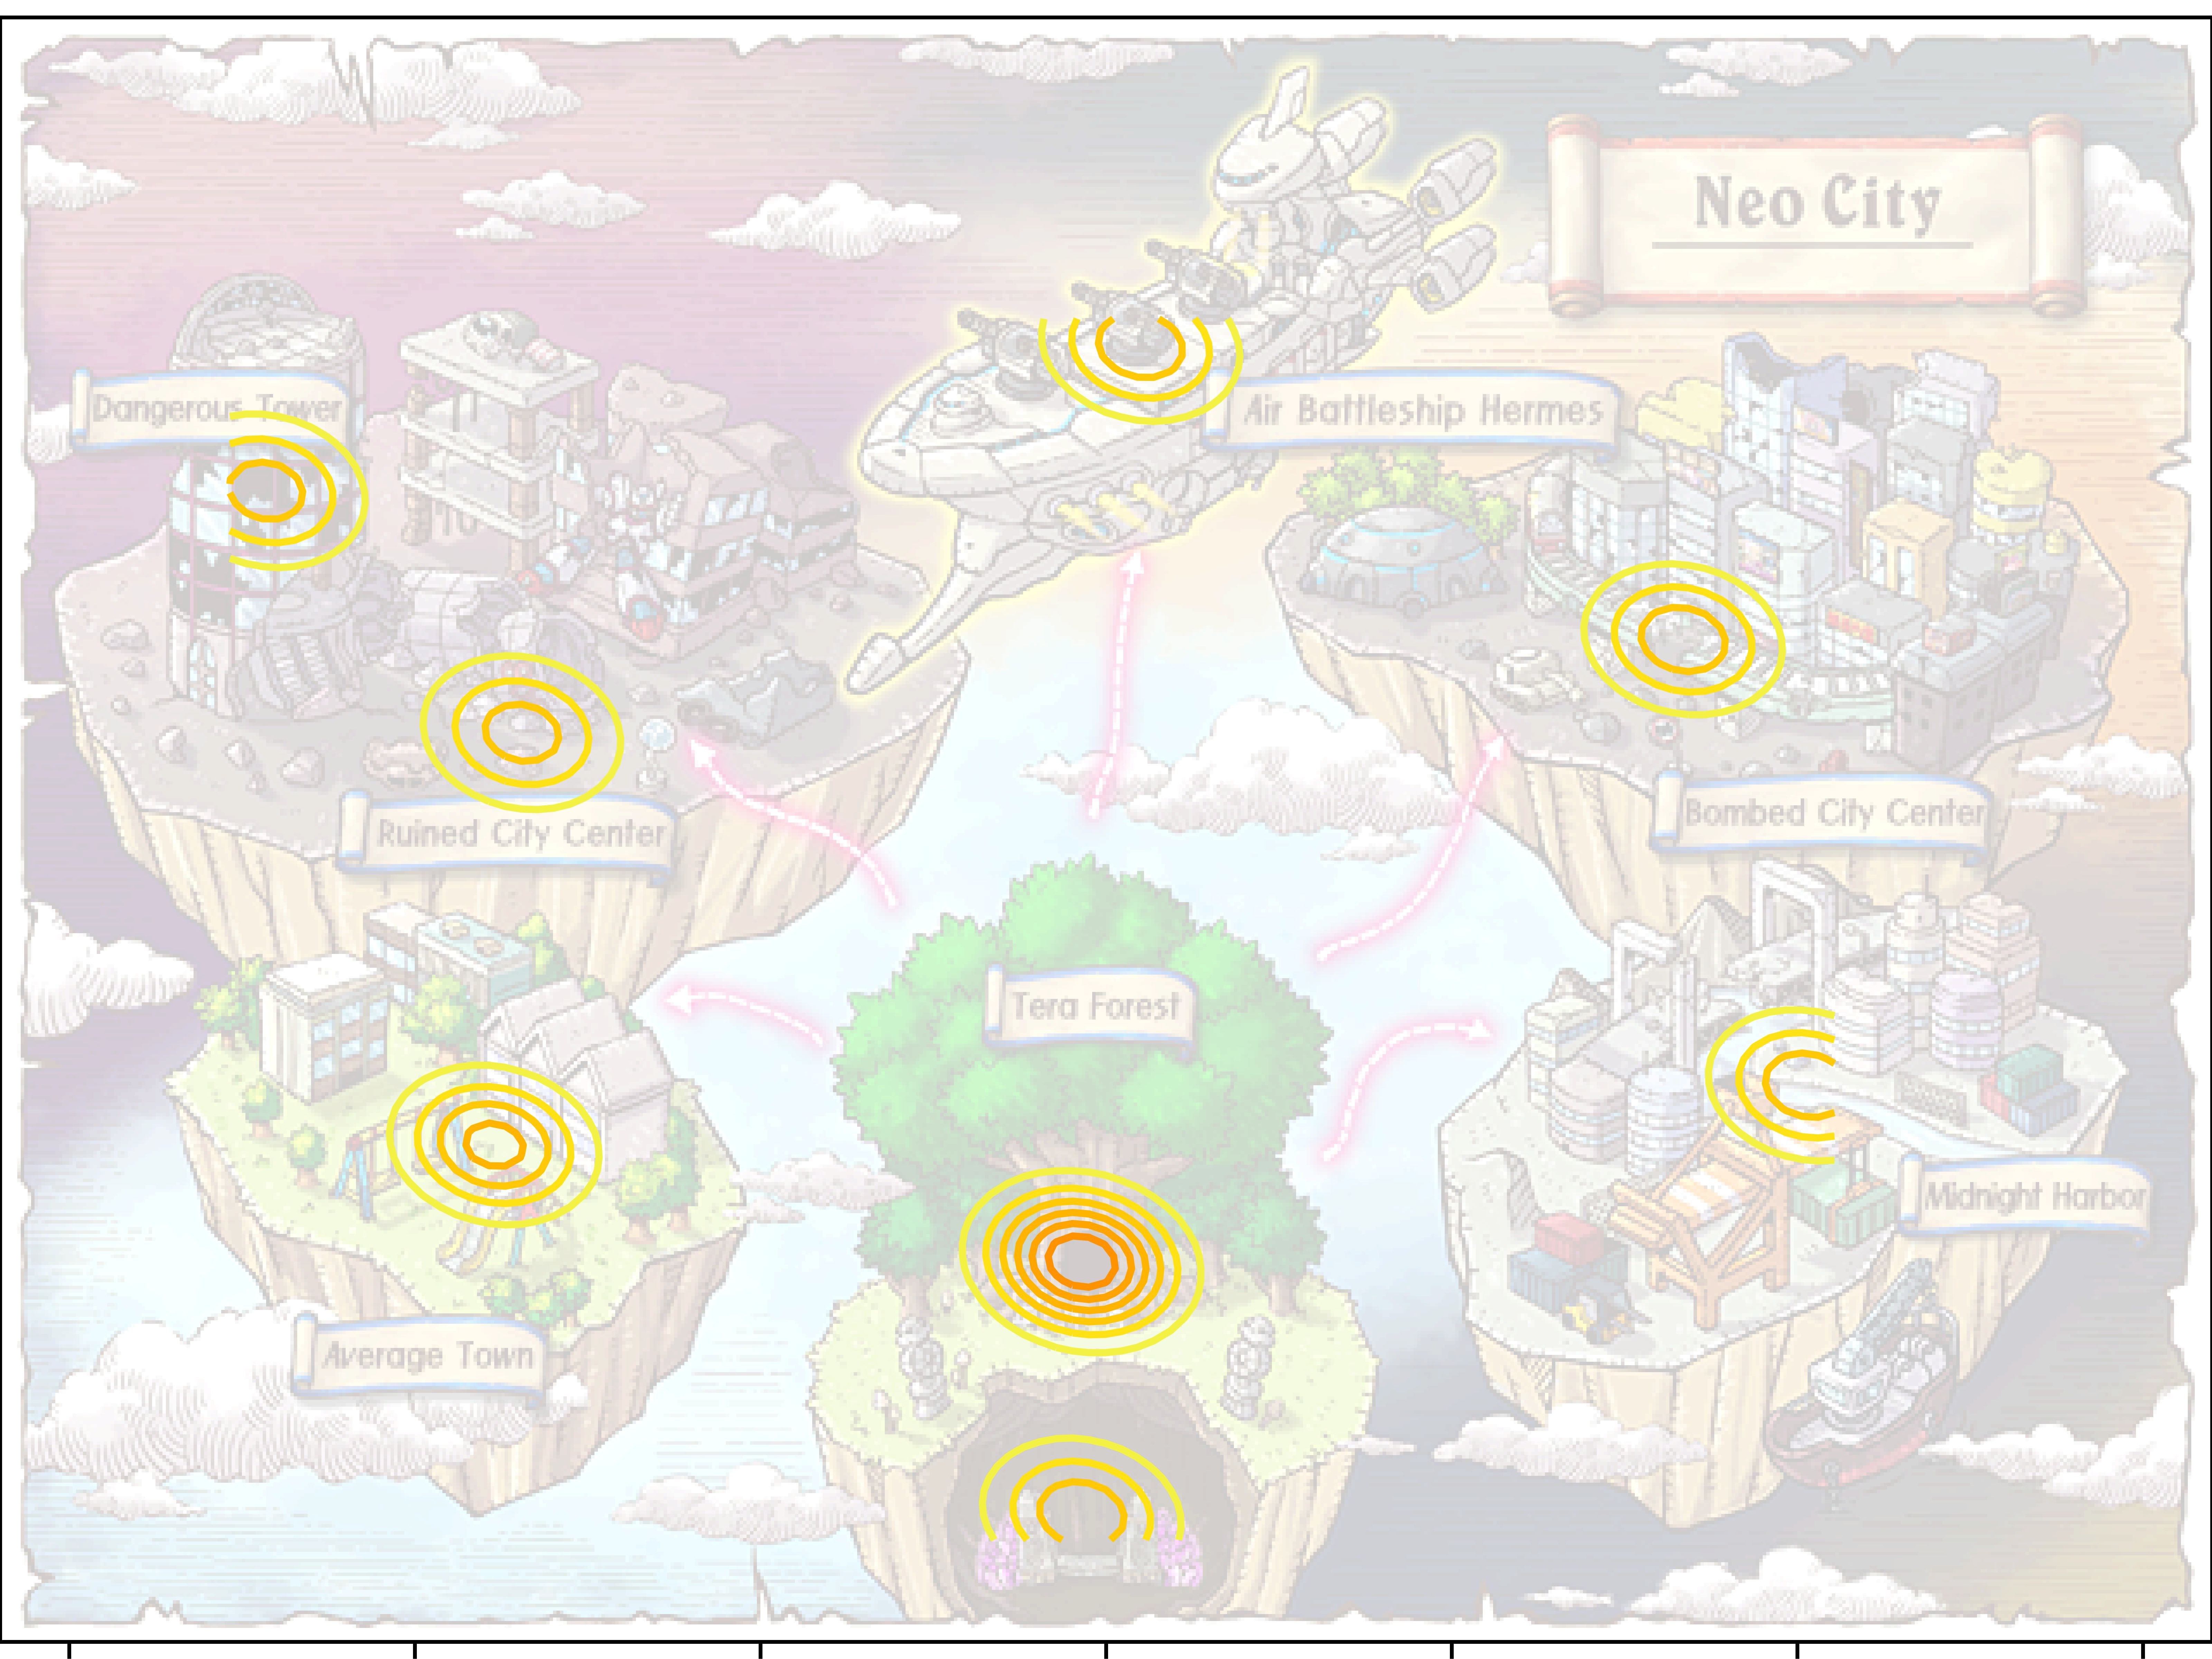 Neo City
Dangerous Tower
Air Battleship Hermes
Ruined City Center
Bombed City Center
Tera Forest
Midnight Harbor
Average Town